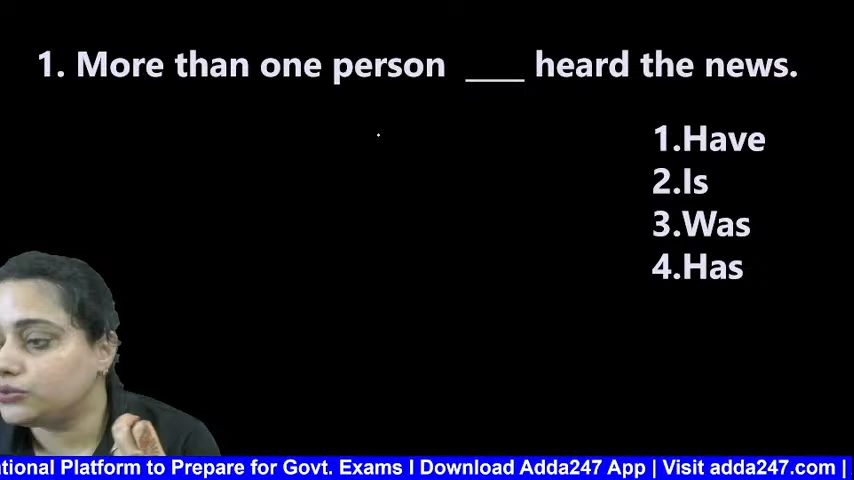 1. More than one person ____ heard the news.
1.Have
2.Is
3.Was
4.Has
ational Platform to Prepare for Govt. Exams I Download Adda247 App | Visit adda247.com |